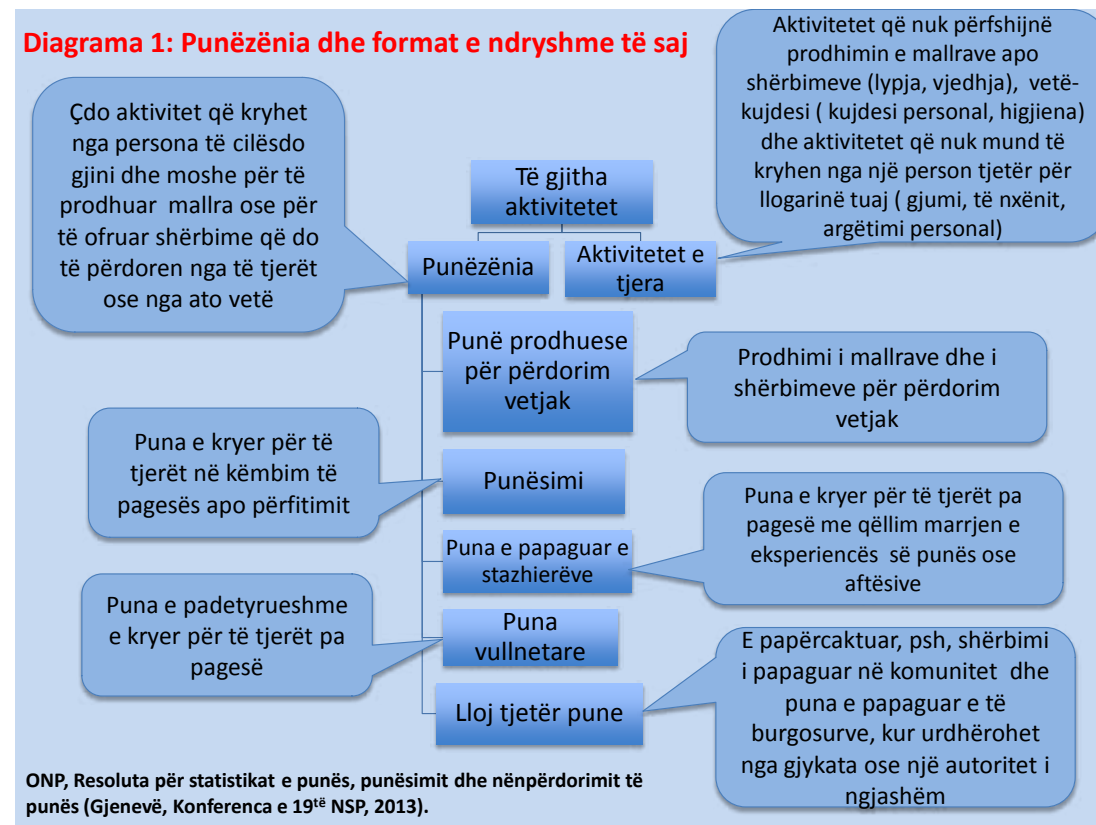 Diagrama 1: Punëzënia dhe format e ndryshme të saj
Aktivitetet që nuk përfshijnë
prodhimin e mallrave apo
shërbimeve (lypja, vjedhja), vetë-
kujdesi ( kujdesi personal, higjiena)
dhe aktivitetet që nuk mund të
kryhen nga një person tjetër për
llogarinë tuaj ( gjumi, të nxënit,
argëtimi personal)
Çdo aktivitet që kryhet
nga persona të cilësdo
gjini dhe moshe për të
prodhuar mallra ose për
të ofruar shërbime që do
të përdoren nga të tjerët
ose nga ato vetë
Të gjitha
aktivitetet
Punëzënia
Aktivitetet e
tjera
Punë prodhuese
për përdorim
vetjak
Prodhimi i mallrave dhe i
shërbimeve për përdorim
vetjak
Puna e kryer për të
tjerët në këmbim të
pagesës apo përfitimit
Punësimi
Puna e papaguar e
stazhierëve
Puna e kryer për të tjerët pa
pagesë me qëllim marrjen e
eksperiencës së punës ose
aftësive
Puna e padetyrueshme
e kryer për të tjerët pa
pagesë
Puna
vullnetare
Lloj tjetër pune
E papërcaktuar, psh, shërbimi
i papaguar në komunitet dhe
puna e papaguar e të
burgosurve, kur urdhërohet
nga gjykata ose një autoritet i
ngjashëm
ONP, Resoluta për statistikat e punës, punësimit dhe nënpërdorimit të
punës (Gjenevë, Konferenca e 19të NSP, 2013).